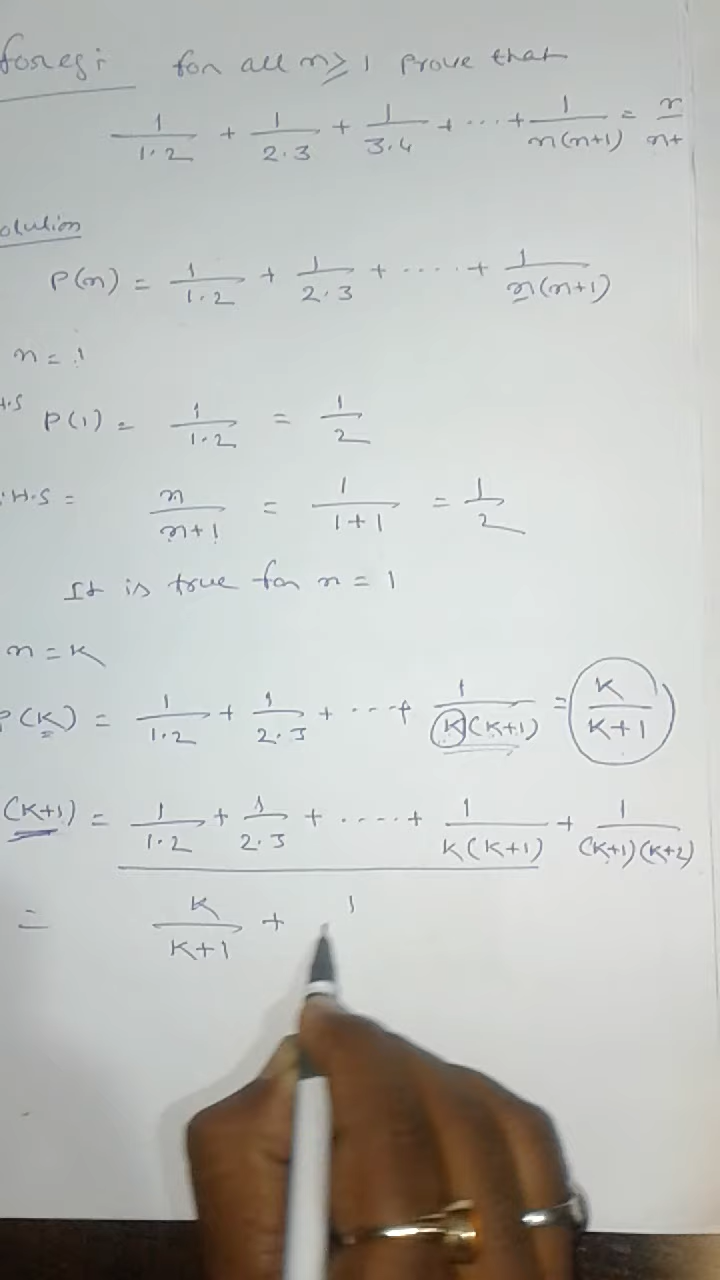 for all n ≥ 1 prove that
1/1.2 + 1/2.3 + 1/3.4 + ... + 1/n(n+1) = n/n+
olution
P(n) = 1/1.2 + 1/2.3 + .... + 1/n(n+1)
n = 1
H.S P(1) = 1/1.2 = 1/2
.H.S = n/n+1 = 1/1+1 = 1/2
It is true for n = 1
n = K
P(K) = 1/1.2 + 1/2.3 + ... + 1/K(K+1) = K/K+1
(K+1) = 1/1.2 + 1/2.3 + .... + 1/K(K+1) + 1/(K+1)(K+2)
= K/K+1 + 1